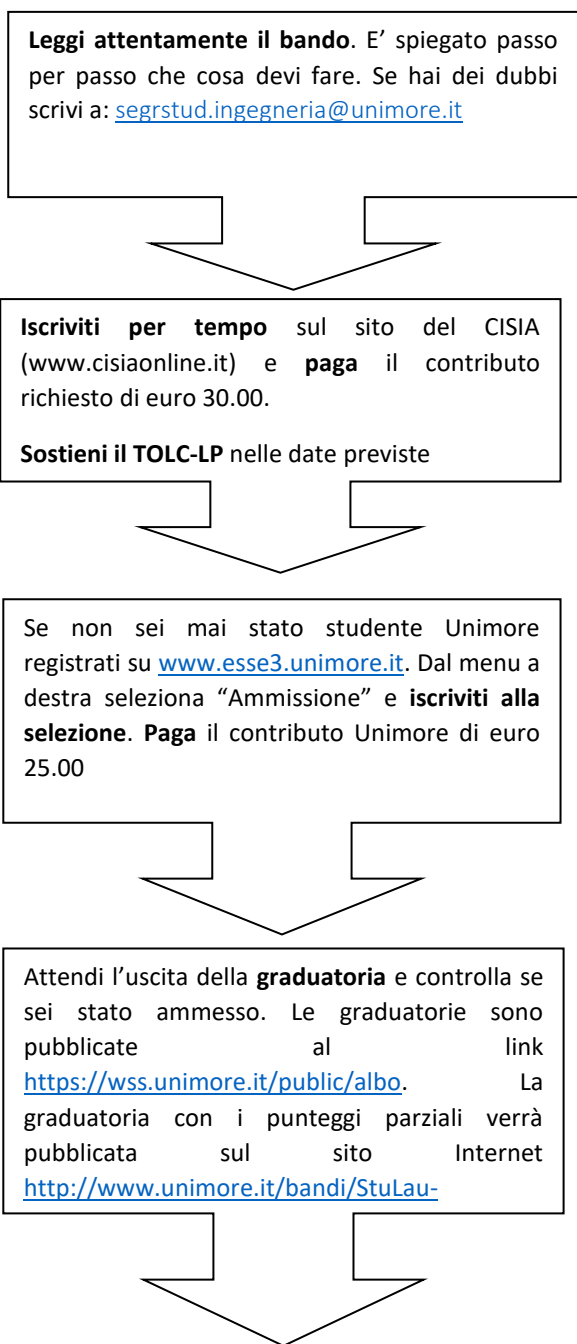 Leggi attentamente il bando. E’ spiegato passo
per passo che cosa devi fare. Se hai dei dubbi
scrivi a: segrstud.ingegneria@unimore.it
Iscriviti per tempo sul sito del CISIA
(www.cisiaonline.it) e paga il contributo
richiesto di euro 30.00.
Sostieni il TOLC-LP nelle date previste
Se non sei mai stato studente Unimore
registrati su www.esse3.unimore.it. Dal menu a
destra seleziona “Ammissione” e iscriviti alla
selezione. Paga il contributo Unimore di euro
25.00
Attendi l’uscita della graduatoria e controlla se
sei stato ammesso. Le graduatorie sono
pubblicate al link
https://wss.unimore.it/public/albo. La
graduatoria con i punteggi parziali verrà
pubblicata sul sito Internet
http://www.unimore.it/bandi/StuLau-